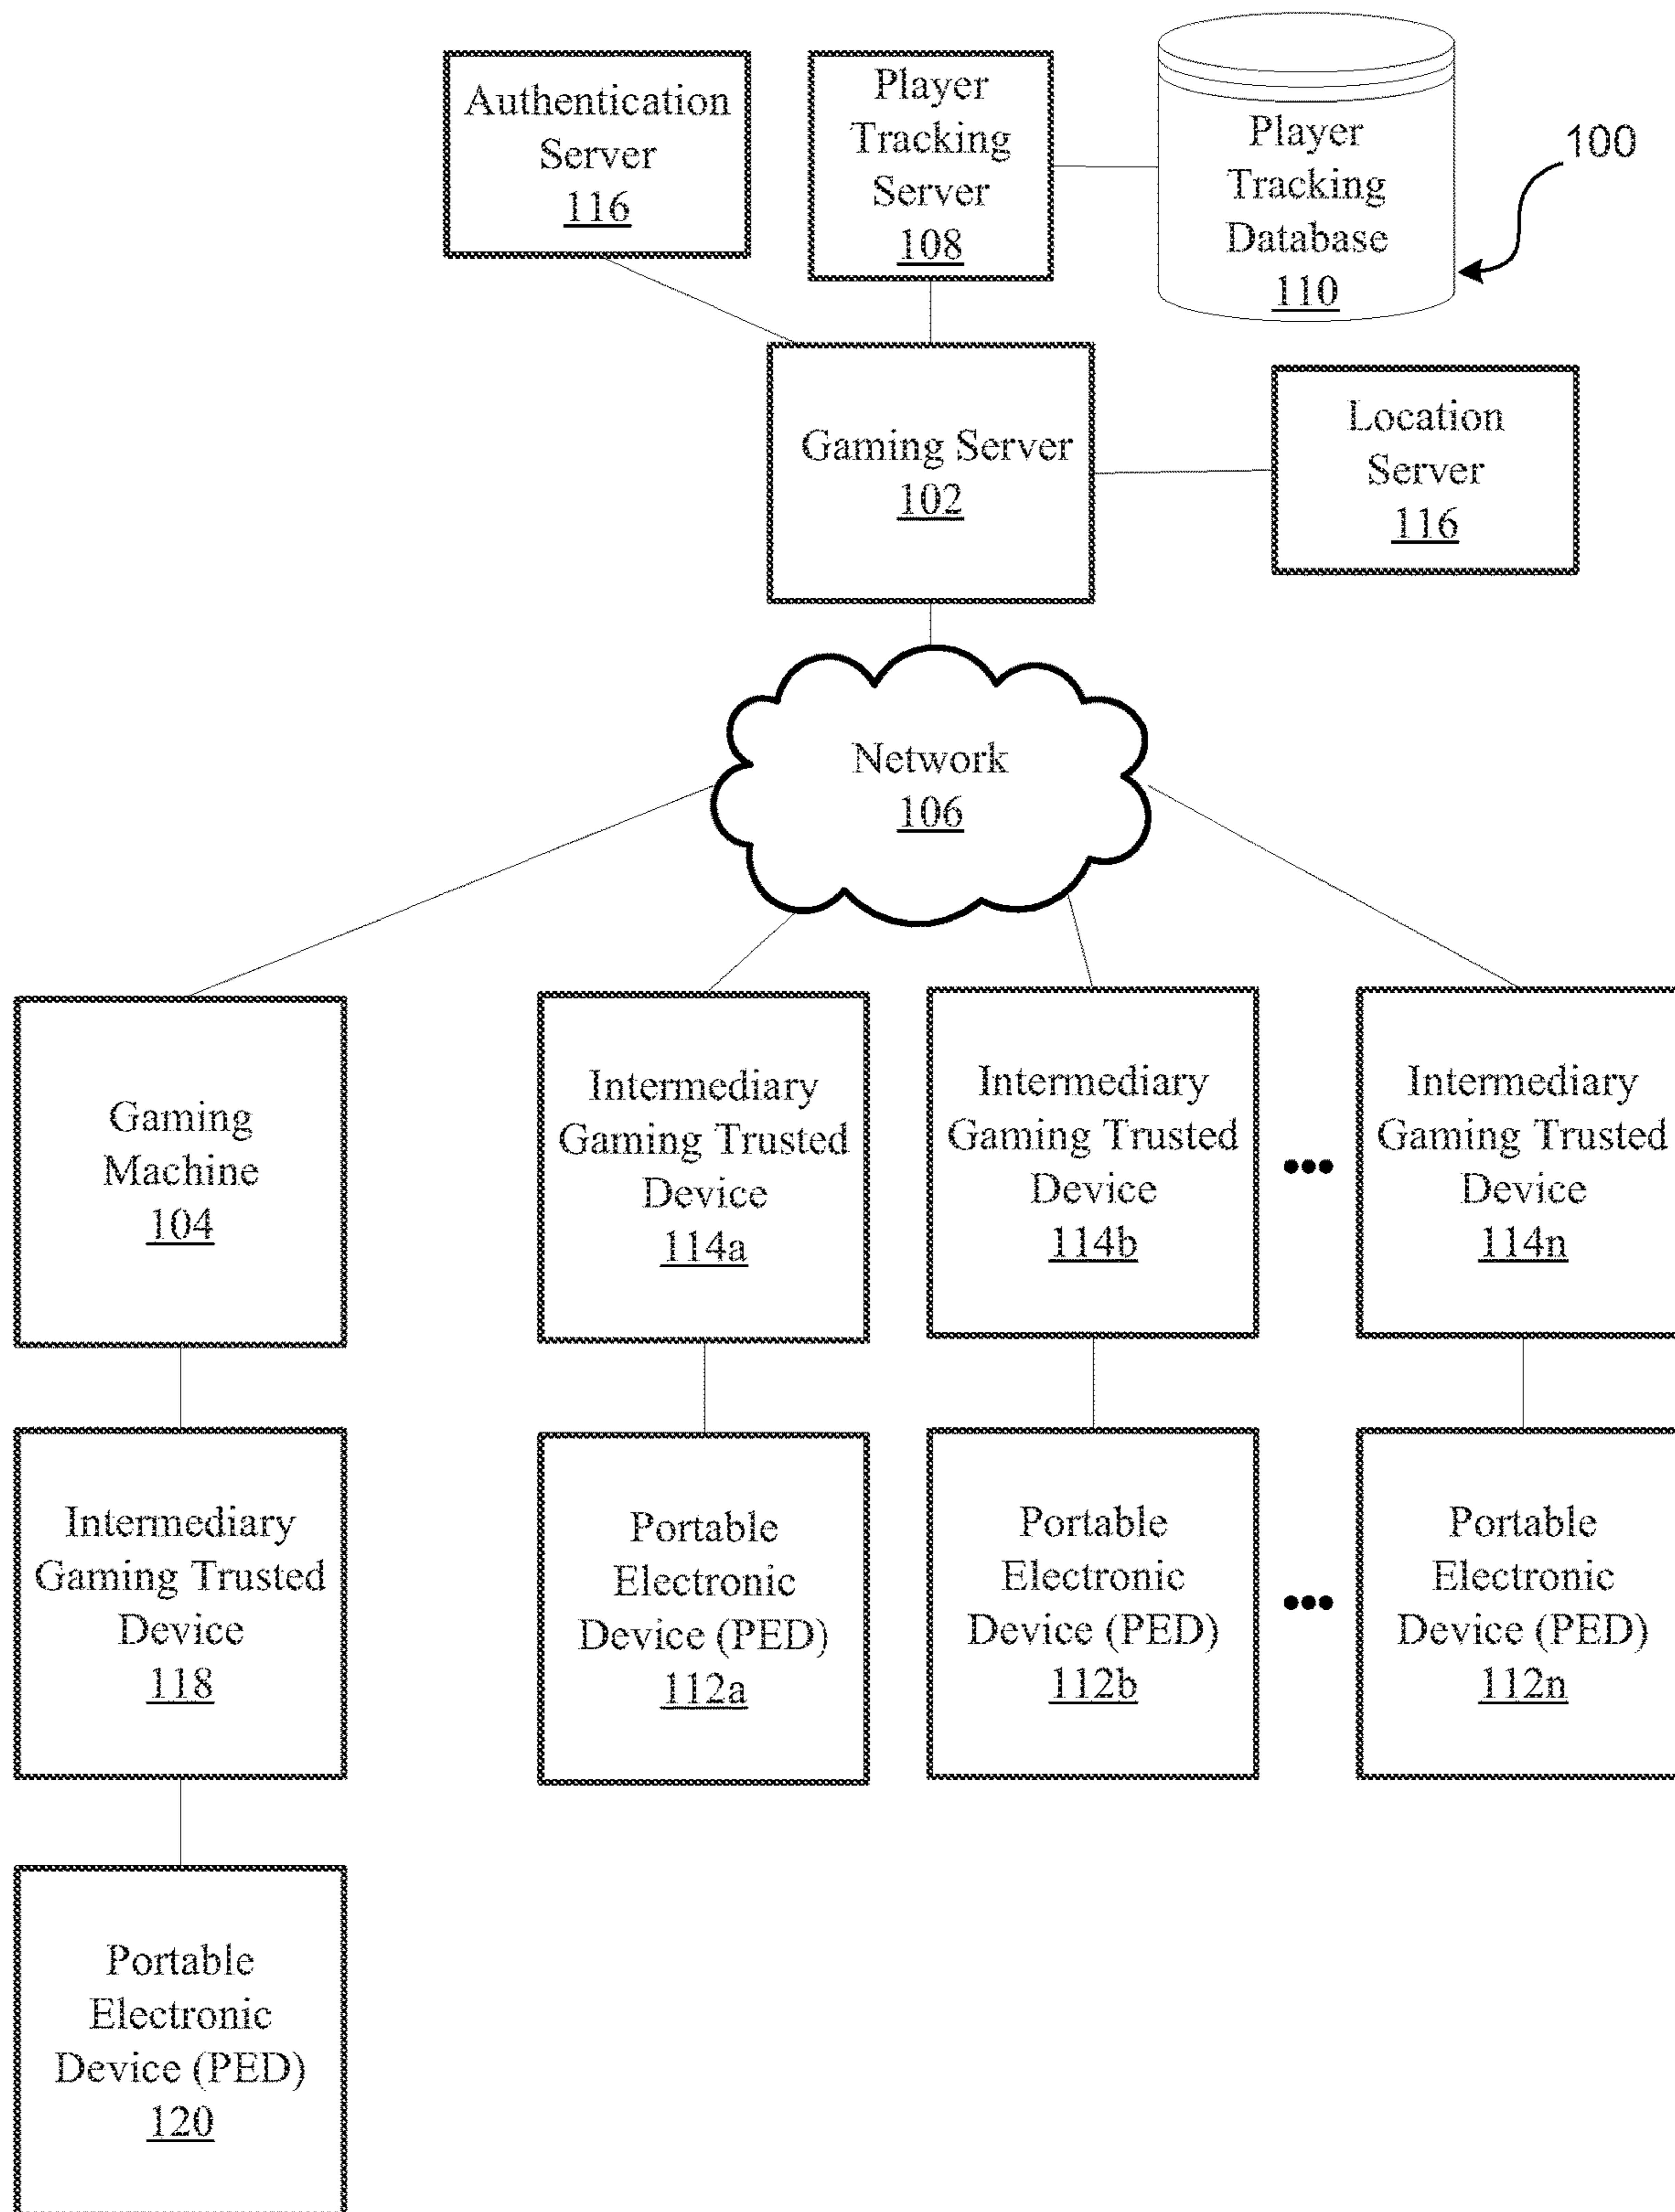 Authentication
Server
116
Player
Tracking
Server
108
Player
Tracking
Database
110
100
Gaming Server
102
Location
Server
116
Network
106
Gaming
Machine
104
Intermediary
Gaming Trusted
Device
114a
Intermediary
Gaming Trusted
Device
114b
•••
Intermediary
Gaming Trusted
Device
114n
Intermediary
Gaming Trusted
Device
118
Portable
Electronic
Device (PED)
112a
Portable
Electronic
Device (PED)
112b
•••
Portable
Electronic
Device (PED)
112n
Portable
Electronic
Device (PED)
120